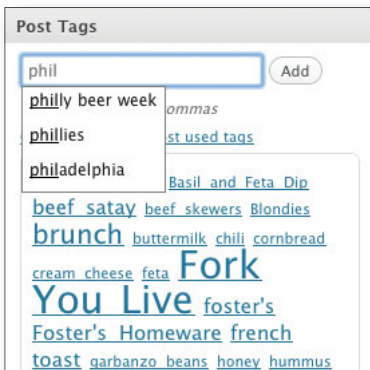 Post Tags
phil Add
philly beer week
ommas
phillies
st used tags
philadelphia
Basil and Feta Dip
beef satay beef skewers Blondies
brunch buttermilk chili cornbread
cream cheese feta Fork
You Live foster's
Foster's Homeware french
toast garbanzo beans honey hummus